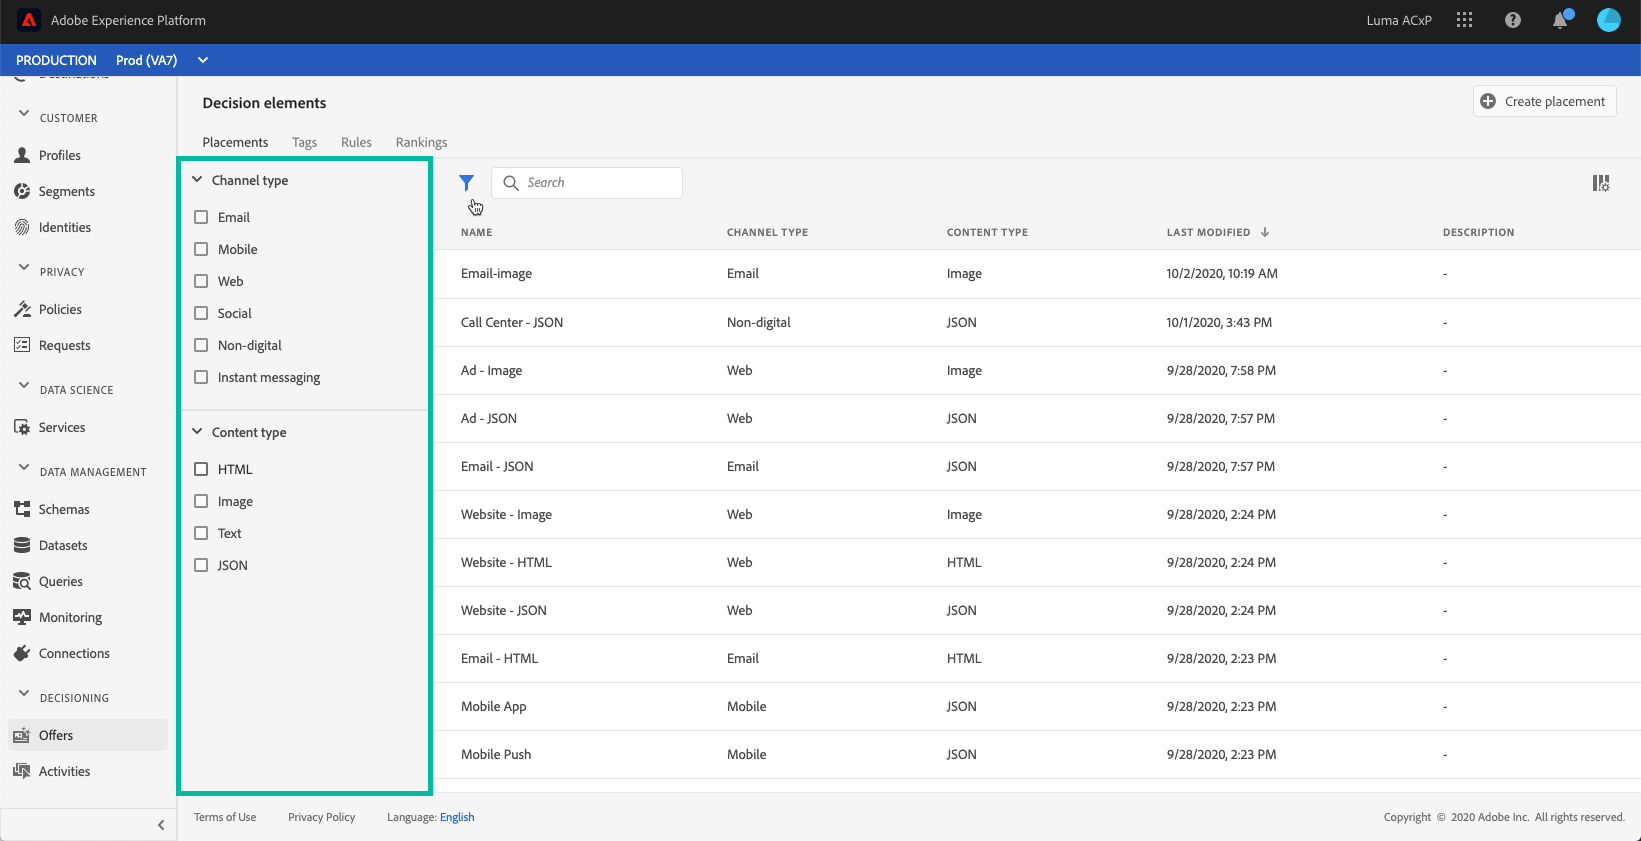 Adobe Experience Platform
Luma ACxP
PRODUCTION Prod (VA7)
Destinations
CUSTOMER
Profiles
Segments
Identities
PRIVACY
Policies
Requests
DATA SCIENCE
Services
DATA MANAGEMENT
Schemas
Datasets
Queries
Monitoring
Connections
DECISIONING
Offers
Activities
Decision elements
Create placement
Placements Tags Rules Rankings
Channel type
Email
Mobile
Web
Social
Non-digital
Instant messaging
Content type
HTML
Image
Text
JSON
Search
NAME CHANNEL TYPE CONTENT TYPE LAST MODIFIED DESCRIPTION
Email-image Email Image 10/2/2020, 10:19 AM -
Call Center - JSON Non-digital JSON 10/1/2020, 3:43 PM -
Ad - Image Web Image 9/28/2020, 7:58 PM -
Ad - JSON Web JSON 9/28/2020, 7:57 PM -
Email - JSON Email JSON 9/28/2020, 7:57 PM -
Website - Image Web Image 9/28/2020, 2:24 PM -
Website - HTML Web HTML 9/28/2020, 2:24 PM -
Website - JSON Web JSON 9/28/2020, 2:24 PM -
Email - HTML Email HTML 9/28/2020, 2:23 PM -
Mobile App Mobile JSON 9/28/2020, 2:23 PM -
Mobile Push Mobile JSON 9/28/2020, 2:23 PM -
Terms of Use Privacy Policy Language: English
Copyright © 2020 Adobe Inc. All rights reserved.